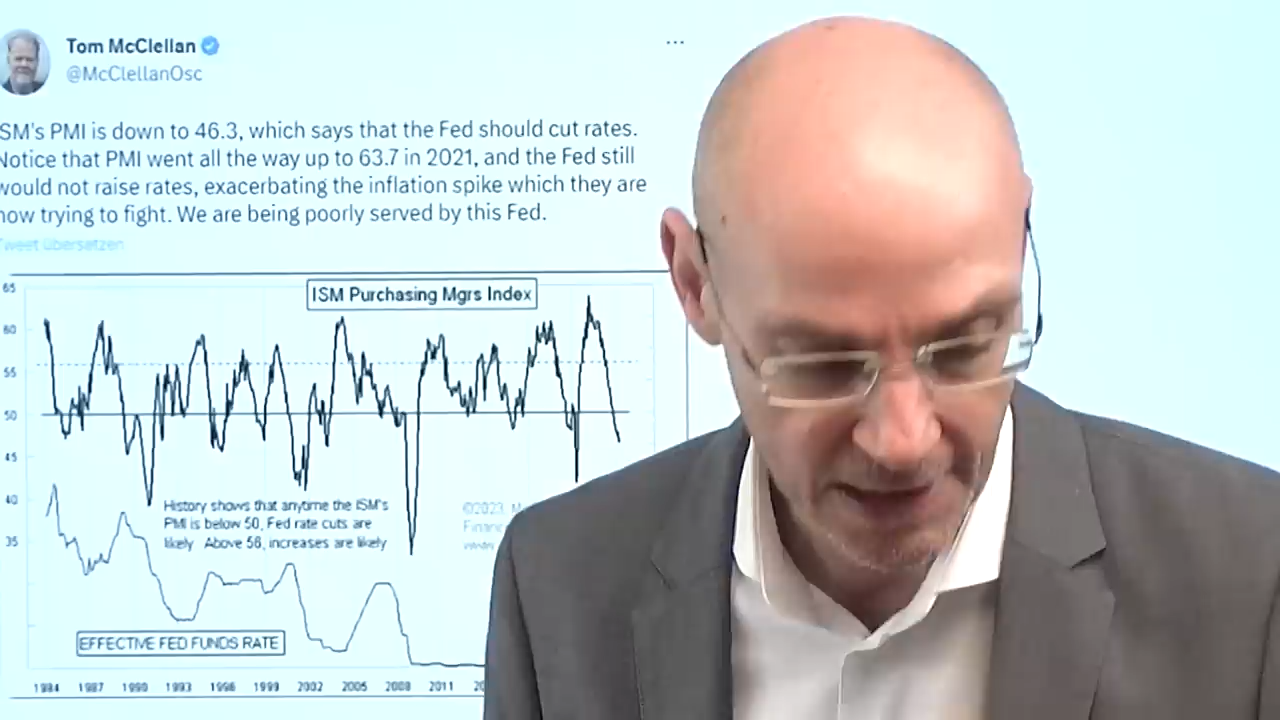 Tom McClellan
@McClellanOsc
...
ISM's PMI is down to 46.3, which says that the Fed should cut rates.
Notice that PMI went all the way up to 63.7 in 2021, and the Fed still
would not raise rates, exacerbating the inflation spike which they are
now trying to fight. We are being poorly served by this Fed.
Tweet übersetzen
ISM Purchasing Mgrs Index
65
60
55
50
45
40
35
History shows that anytime the ISM's
PMI is below 50, Fed rate cuts are
likely Above 56, increases are likely
©2023, M
Financ
www
EFFECTIVE FED FUNDS RATE
1984 1987 1990 1993 1996 1999 2002 2005 2008 2011 20